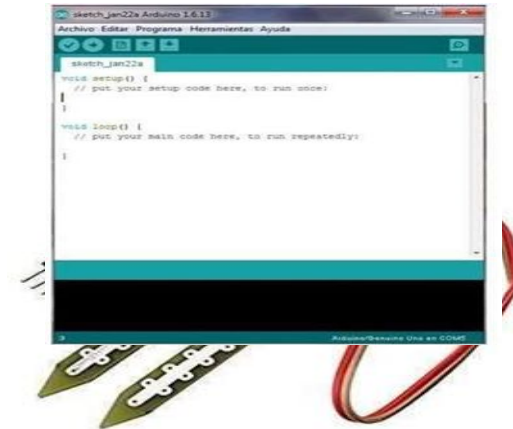 sketch_jan22a Arduino 1.6.13
Archivo Editar Programa Herramientas Ayuda
sketch_jan22a
void setup() {
// put your setup code here, to run once:
}
void loop() {
// put your main code here, to run repeatedly:
}
3
Arduino/Genuino Uno en COM5